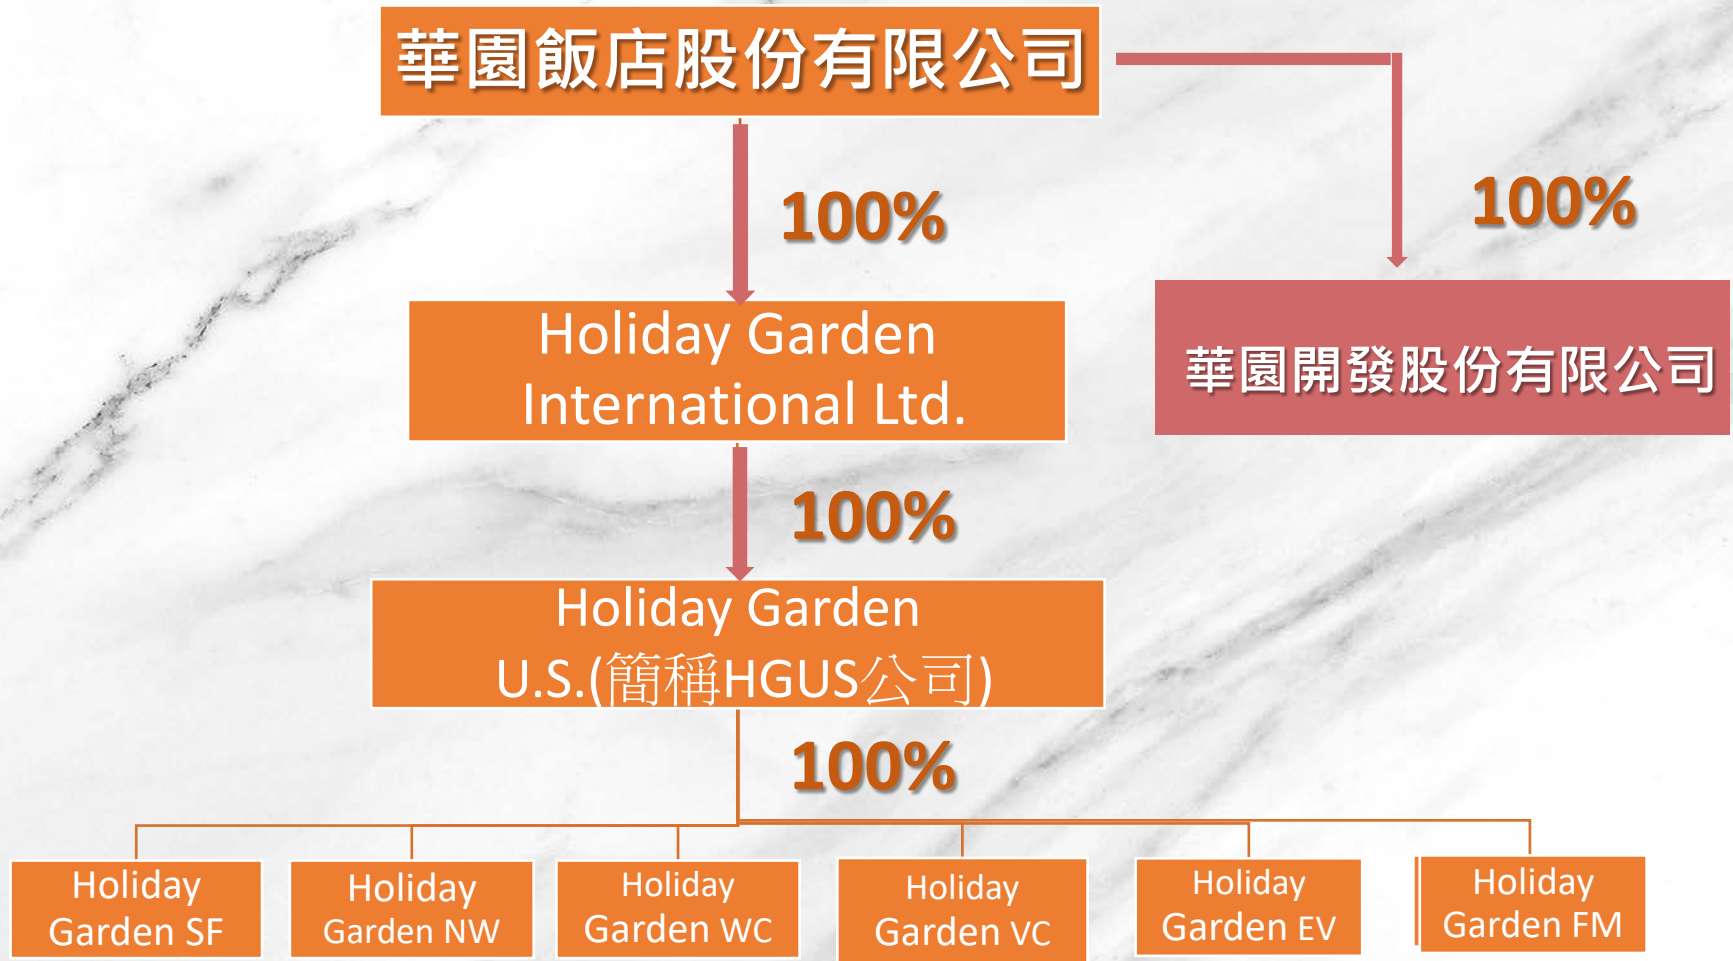 華園飯店股份有限公司
100%
100%
Holiday Garden
International Ltd.
華園開發股份有限公司
100%
Holiday Garden
U.S.(簡稱HGUS公司)
100%
Holiday
Garden SF
Holiday
Garden NW
Holiday
Garden WC
Holiday
Garden VC
Holiday
Garden EV
Holiday
Garden FM